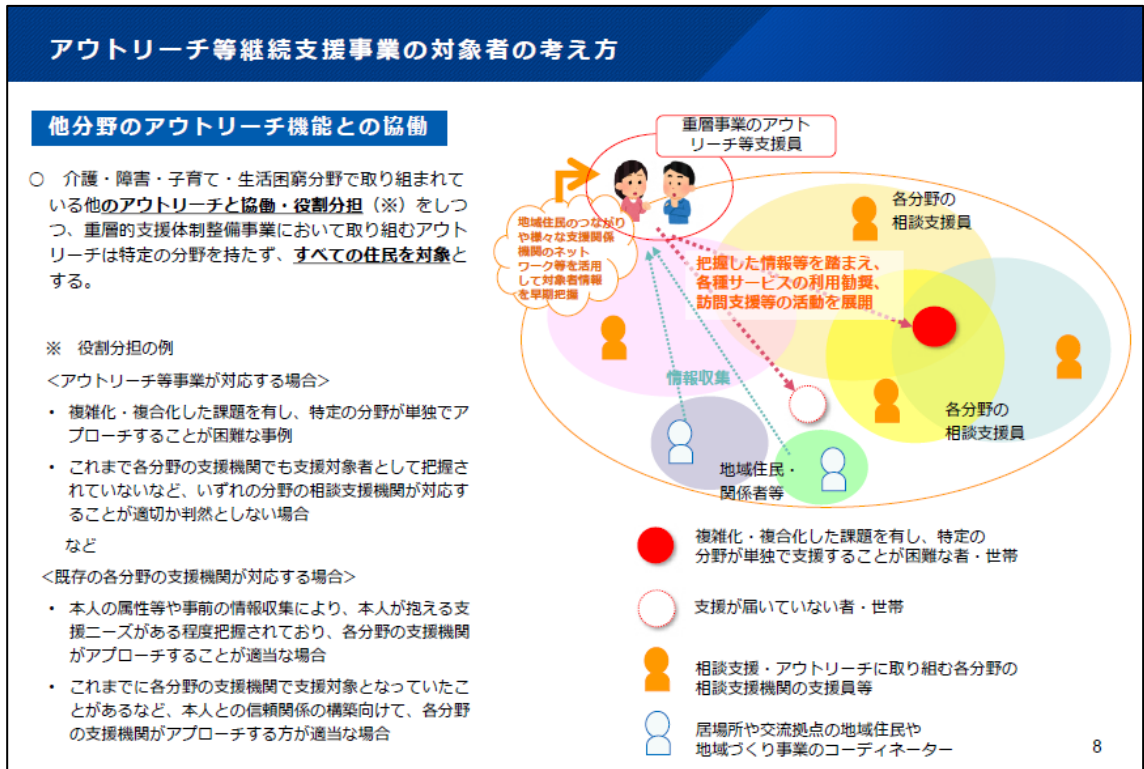 アウトリーチ等継続支援事業の対象者の考え方
他分野のアウトリーチ機能との協働
○ 介護・障害・子育て・生活困窮分野で取り組まれて
いる他のアウトリーチと協働・役割分担（※）をしつ
つ、重層的支援体制整備事業において取り組むアウト
リーチは特定の分野を持たず、すべての住民を対象と
する。
※ 役割分担の例
＜アウトリーチ等事業が対応する場合＞
・ 複雑化・複合化した課題を有し、特定の分野が単独でア
プローチすることが困難な事例
・ これまで各分野の支援機関でも支援対象者として把握さ
れていないなど、いずれの分野の相談支援機関が対応す
ることが適切か判然としない場合
など
＜既存の各分野の支援機関が対応する場合＞
・ 本人の属性等や事前の情報収集により、本人が抱える支
援ニーズがある程度把握されており、各分野の支援機関
がアプローチすることが適当な場合
・ これまでに各分野の支援機関で支援対象となっていたこ
とがあるなど、本人との信頼関係の構築向けて、各分野
の支援機関がアプローチする方が適当な場合
重層事業のアウト
リーチ等支援員
地域住民のつながり
や様々な支援関係
機関のネット
ワーク等を活用
して対象者情報
を早期把握
各分野の
相談支援員
把握した情報等を踏まえ、
各種サービスの利用勧奨、
訪問支援等の活動を展開
情報収集
各分野の
相談支援員
地域住民・
関係者等
複雑化・複合化した課題を有し、特定の
分野が単独で支援することが困難な者・世帯
支援が届いていない者・世帯
相談支援・アウトリーチに取り組む各分野の
相談支援機関の支援員等
居場所や交流拠点の地域住民や
地域づくり事業のコーディネーター
8